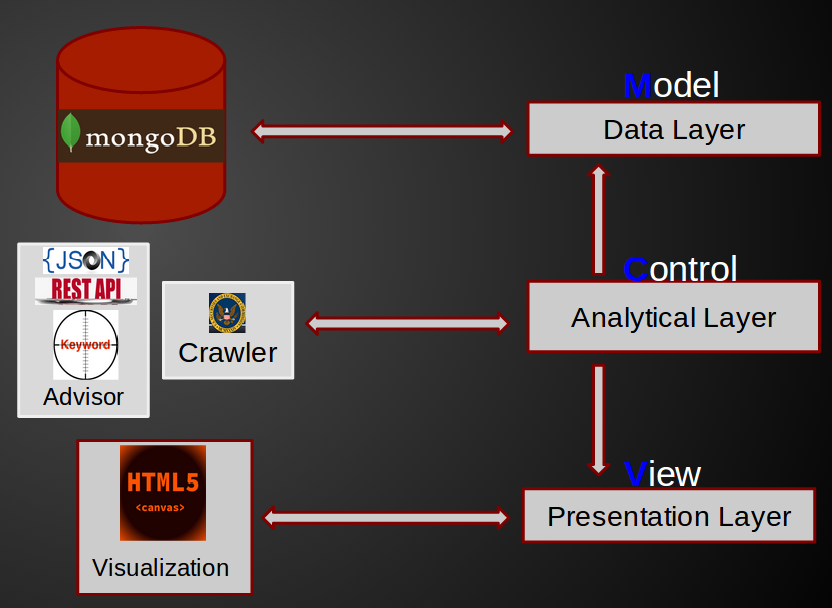 Model
mongoDB
Data Layer
{JSON}
REST API
Keyword
Advisor
Crawler
Control
Analytical Layer
HTML5
<canvas>
Visualization
View
Presentation Layer